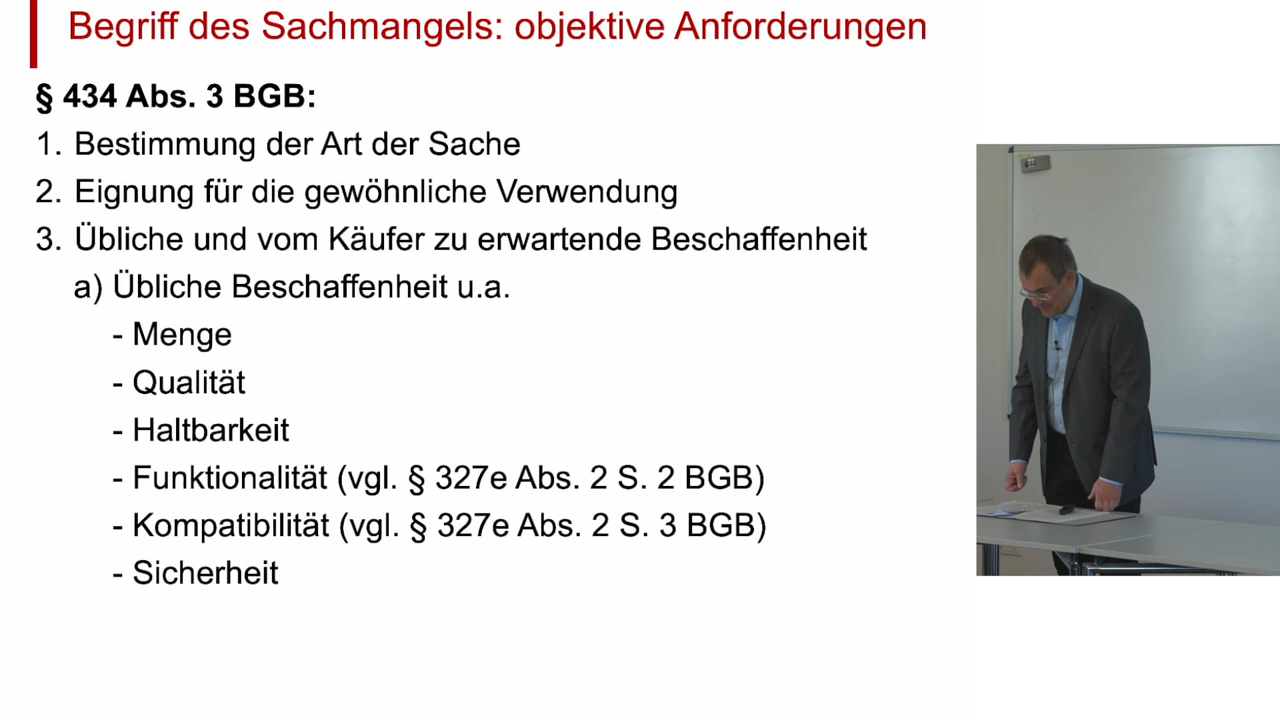 Begriff des Sachmangels: objektive Anforderungen
§ 434 Abs. 3 BGB:
1. Bestimmung der Art der Sache
2. Eignung für die gewöhnliche Verwendung
3. Übliche und vom Käufer zu erwartende Beschaffenheit
a) Übliche Beschaffenheit u.a.
- Menge
- Qualität
- Haltbarkeit
- Funktionalität (vgl. § 327e Abs. 2 S. 2 BGB)
- Kompatibilität (vgl. § 327e Abs. 2 S. 3 BGB)
- Sicherheit